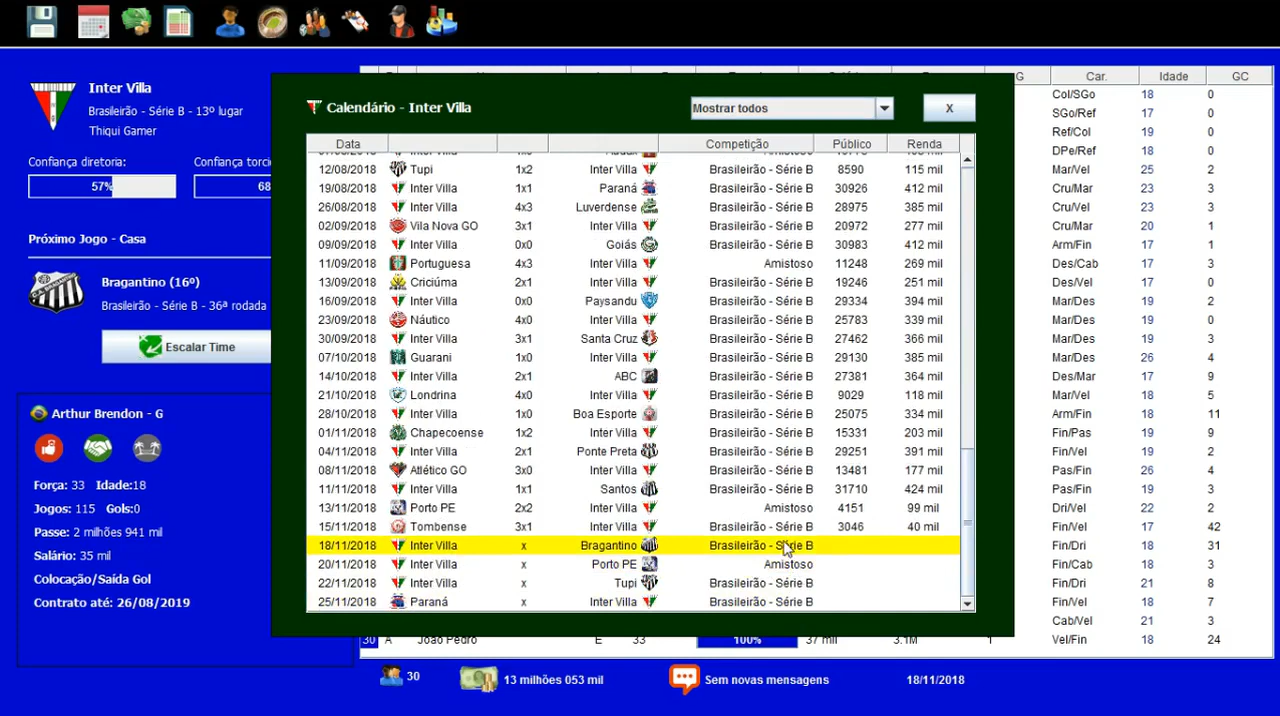 Inter Villa
Brasileirão - Série B - 13º lugar
Thiqui Gamer
Confiança diretoria:
Confiança torci
57%
68
Próximo Jogo - Casa
Bragantino (16º)
Brasileirão - Série B - 36ª rodada
Escalar Time
Arthur Brendon - G
Força: 33 Idade:18
Jogos: 115 Gols:0
Passe: 2 milhões 941 mil
Salário: 35 mil
Colocação/Saída Gol
Contrato até: 26/08/2019
Calendário - Inter Villa
Mostrar todos
X
Data Competição Público Renda
12/08/2018 Tupi 1x2 Inter Villa Brasileirão - Série B 8590 115 mil
19/08/2018 Inter Villa 1x1 Paraná Brasileirão - Série B 30926 412 mil
26/08/2018 Inter Villa 4x3 Luverdense Brasileirão - Série B 28975 385 mil
02/09/2018 Vila Nova GO 3x1 Inter Villa Brasileirão - Série B 20972 277 mil
09/09/2018 Inter Villa 0x0 Goiás Brasileirão - Série B 30983 412 mil
11/09/2018 Portuguesa 4x3 Inter Villa Amistoso 11248 269 mil
13/09/2018 Criciúma 2x1 Inter Villa Brasileirão - Série B 19246 251 mil
16/09/2018 Inter Villa 0x0 Paysandu Brasileirão - Série B 29334 394 mil
23/09/2018 Náutico 4x0 Inter Villa Brasileirão - Série B 25783 339 mil
30/09/2018 Inter Villa 3x1 Santa Cruz Brasileirão - Série B 27462 366 mil
07/10/2018 Guarani 1x0 Inter Villa Brasileirão - Série B 29130 385 mil
14/10/2018 Inter Villa 2x1 ABC Brasileirão - Série B 27381 364 mil
21/10/2018 Londrina 4x0 Inter Villa Brasileirão - Série B 9029 118 mil
28/10/2018 Inter Villa 1x0 Boa Esporte Brasileirão - Série B 25075 334 mil
01/11/2018 Chapecoense 1x2 Inter Villa Brasileirão - Série B 15331 203 mil
04/11/2018 Inter Villa 2x1 Ponte Preta Brasileirão - Série B 29251 391 mil
08/11/2018 Atlético GO 3x0 Inter Villa Brasileirão - Série B 13481 177 mil
11/11/2018 Inter Villa 1x1 Santos Brasileirão - Série B 31710 424 mil
13/11/2018 Porto PE 2x2 Inter Villa Amistoso 4151 99 mil
15/11/2018 Tombense 3x1 Inter Villa Brasileirão - Série B 3046 40 mil
18/11/2018 Inter Villa x Bragantino Brasileirão - Série B
20/11/2018 Inter Villa x Porto PE Amistoso
22/11/2018 Inter Villa x Tupi Brasileirão - Série B
25/11/2018 Paraná x Inter Villa Brasileirão - Série B
G Car. Idade GC
Col/SGo 18 0
SGo/Ref 17 0
Ref/Col 19 0
DPe/Ref 18 0
Mar/Vel 25 2
Cru/Mar 23 3
Cru/Vel 23 3
Cru/Mar 20 1
Arm/Fin 17 1
Des/Cab 17 3
Des/Vel 17 0
Mar/Des 19 2
Mar/Des 19 0
Mar/Des 19 3
Mar/Des 26 4
Des/Mar 17 9
Mar/Vel 18 5
Arm/Fin 18 11
Fin/Pas 19 9
Fin/Vel 19 2
Pas/Fin 26 4
Pas/Fin 19 3
Dri/Vel 22 2
Fin/Vel 17 42
Fin/Dri 18 31
Fin/Cab 18 3
Fin/Dri 21 8
Fin/Vel 18 7
Cab/Vel 21 3
30 A João Pedro E 33 100% 37 mil 3.1M 1 Vel/Fin 18 24
30
13 milhões 053 mil
Sem novas mensagens
18/11/2018